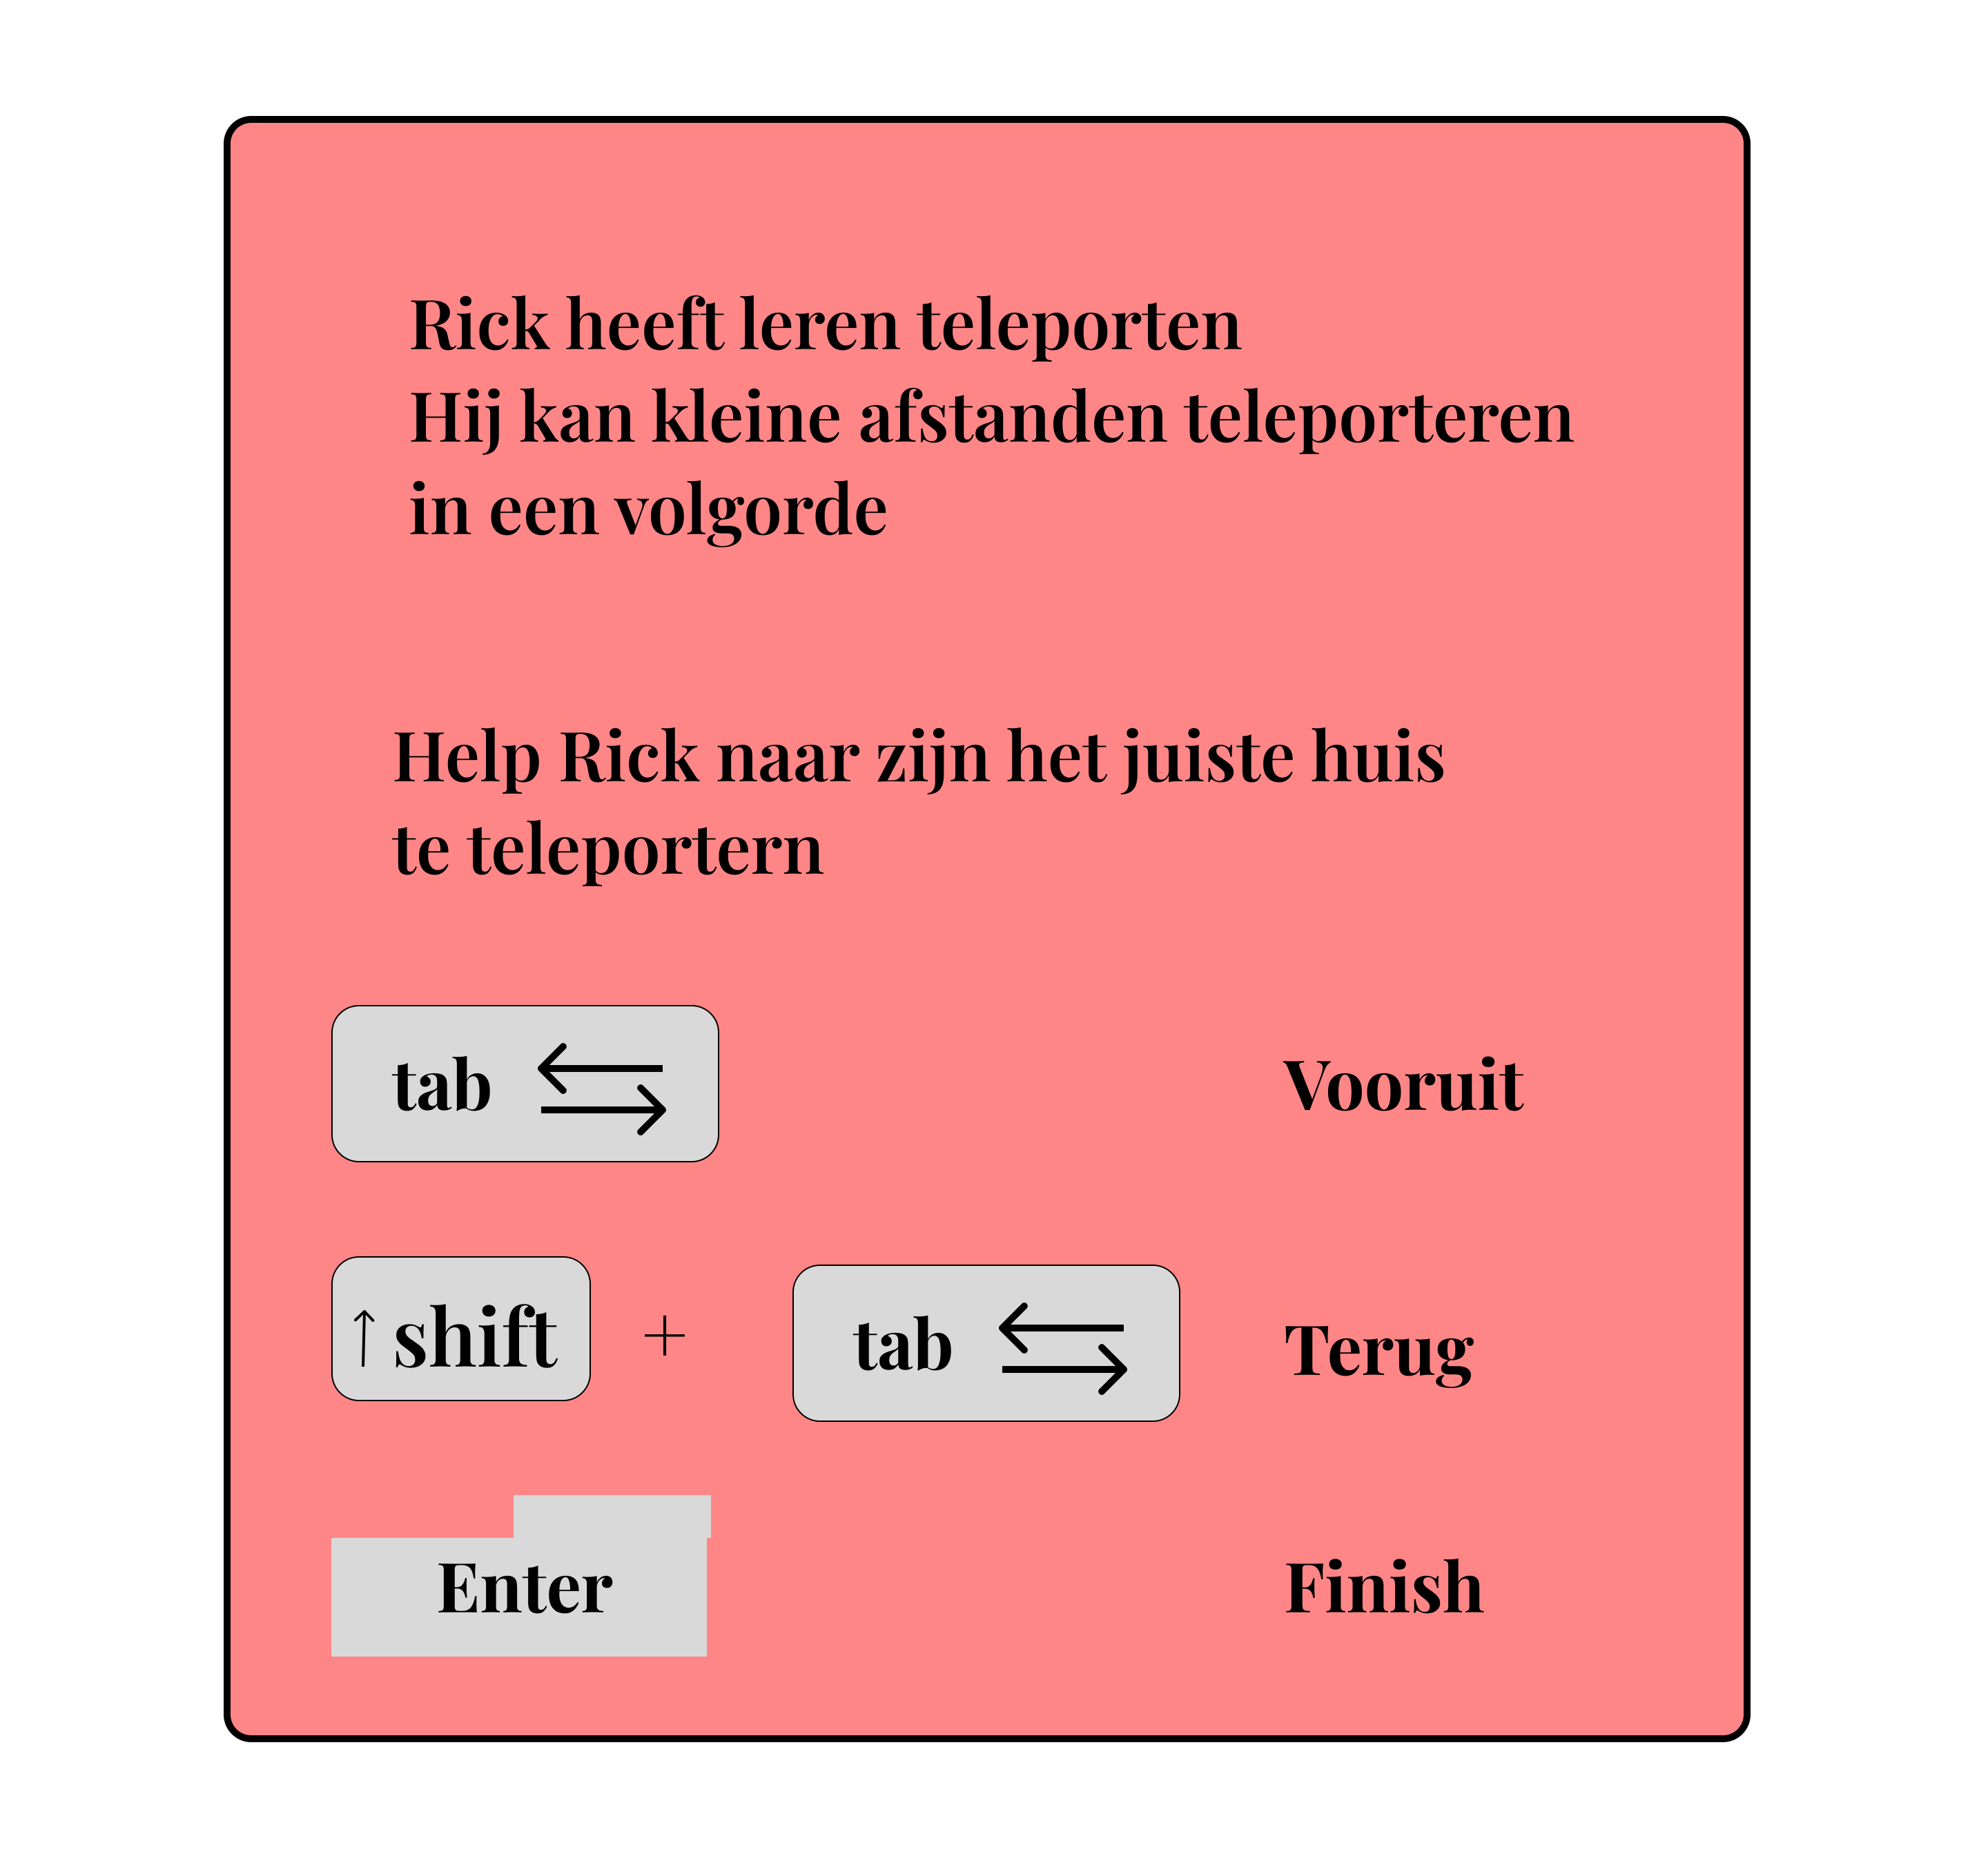 Rick heeft leren teleporten
Hij kan kleine afstanden teleporteren
in een volgorde
Help Rick naar zijn het juiste huis
te teleportern
tab
Vooruit
shift + tab
Terug
Enter
Finish